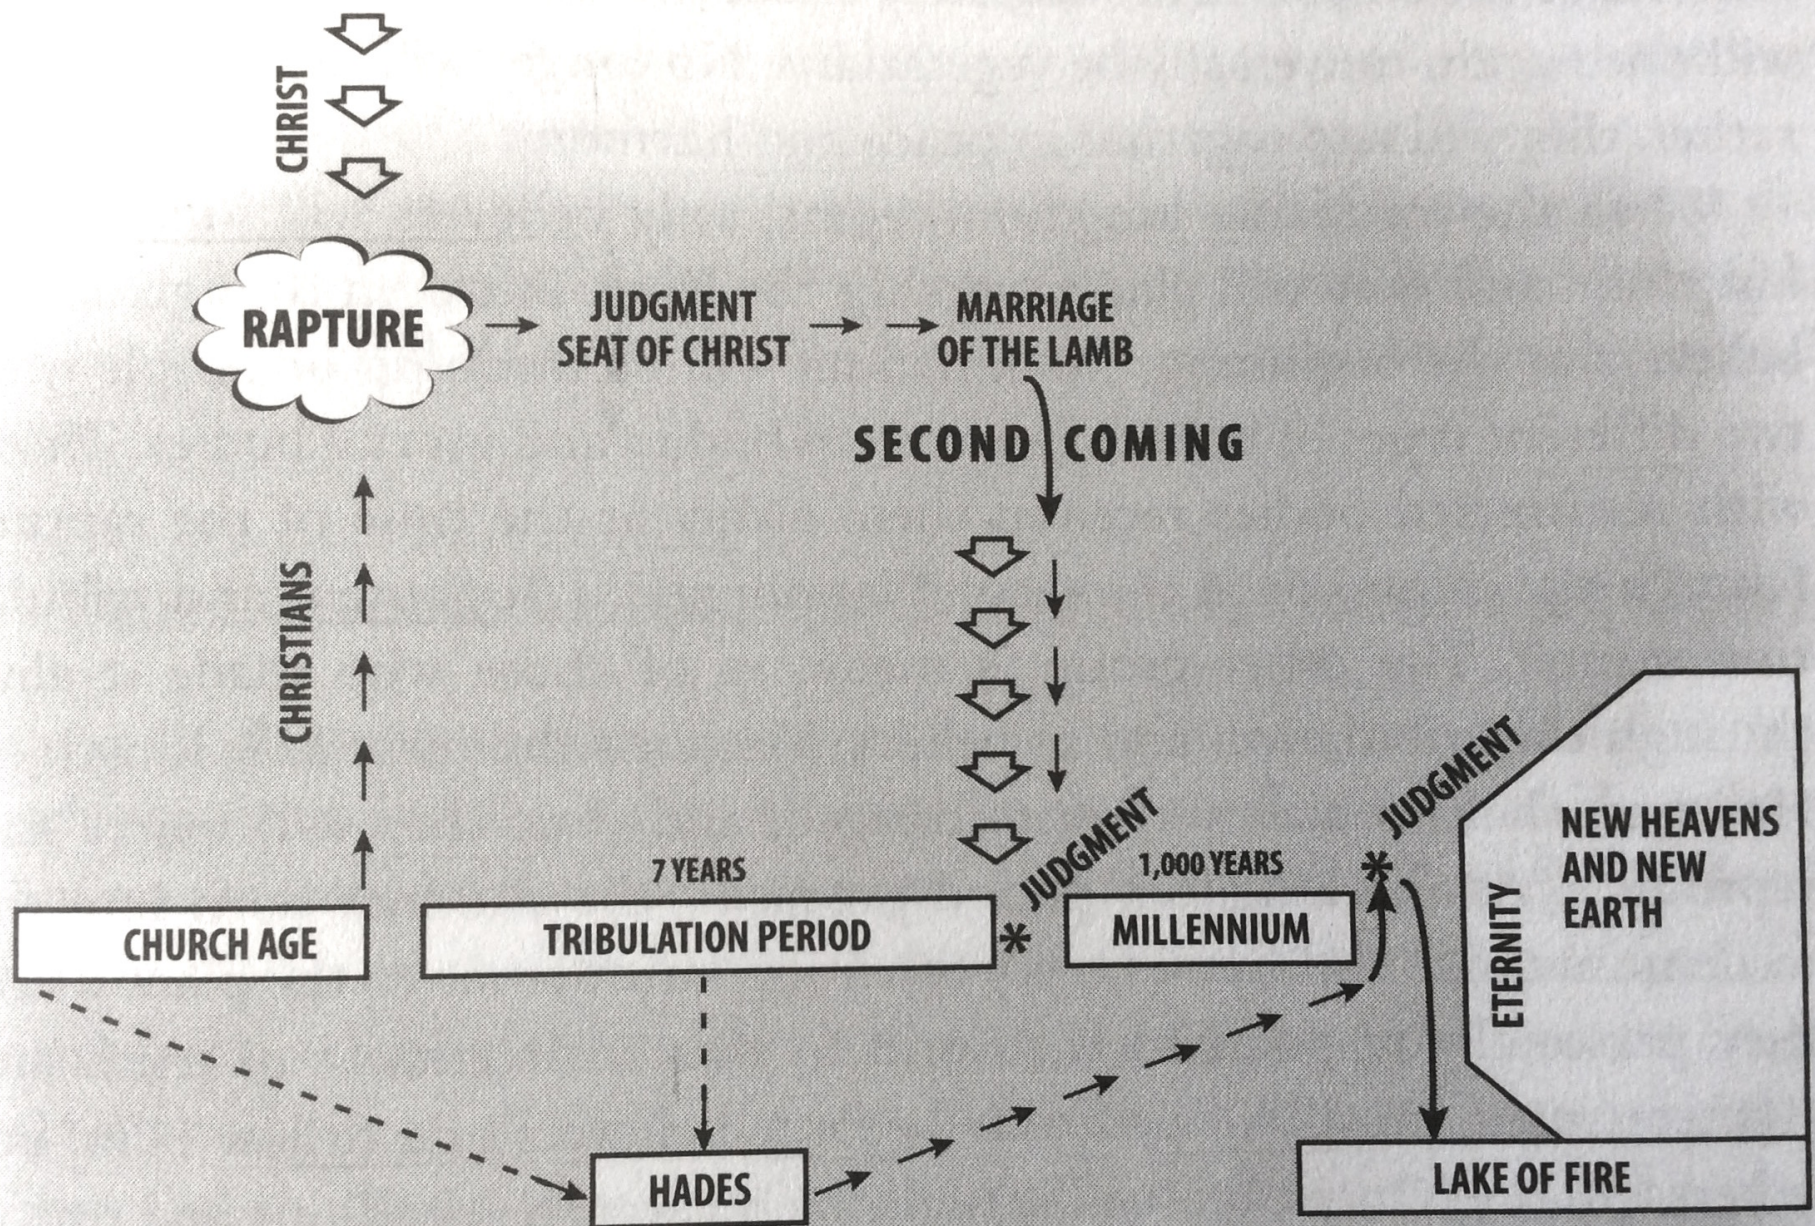 CHRIST
RAPTURE
JUDGMENT
SEAT OF CHRIST
MARRIAGE
OF THE LAMB
SECOND COMING
CHRISTIANS
7 YEARS
JUDGMENT
1,000 YEARS
JUDGMENT
CHURCH AGE
TRIBULATION PERIOD
*
MILLENNIUM
*
ETERNITY
NEW HEAVENS
AND NEW
EARTH
HADES
LAKE OF FIRE